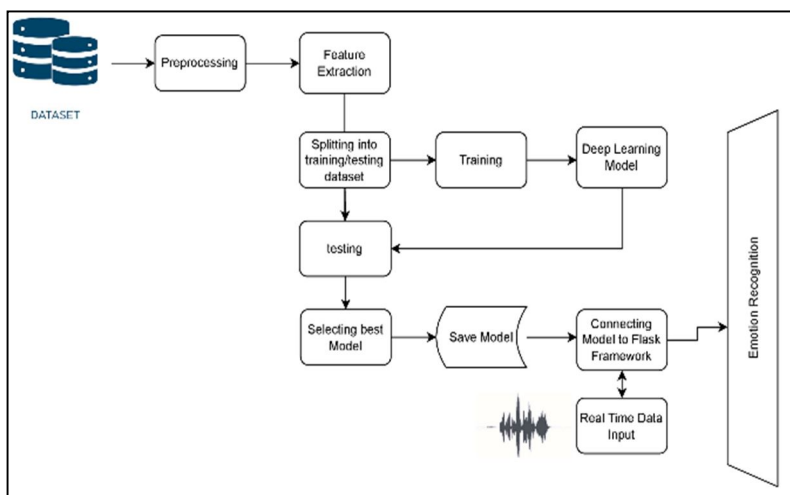 DATASET
Preprocessing
Feature
Extraction
Splitting into
training/testing
dataset
Training
Deep Learning
Model
testing
Selecting best
Model
Save Model
Connecting
Model to Flask
Framework
Real Time Data
Input
Emotion Recognition